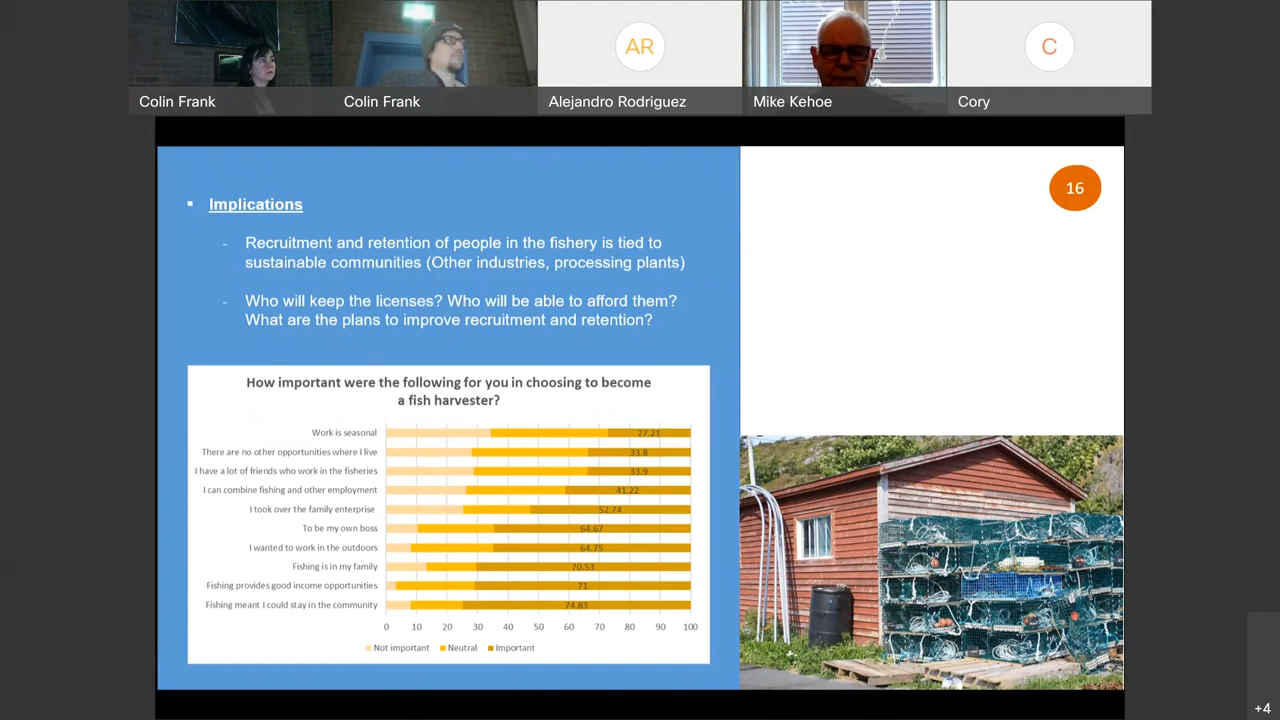 AR
C
Colin Frank
Colin Frank
Alejandro Rodriguez
Mike Kehoe
Cory
16
▪ Implications
- Recruitment and retention of people in the fishery is tied to
sustainable communities (Other industries, processing plants)
- Who will keep the licenses? Who will be able to afford them?
What are the plans to improve recruitment and retention?
How important were the following for you in choosing to become
a fish harvester?
Work is seasonal 27.21
There are no other opportunities where I live 33.8
I have a lot of friends who work in the fisheries 33.9
I can combine fishing and other employment 41.22
I took over the family enterprise 52.74
To be my own boss 64.67
I wanted to work in the outdoors 64.75
Fishing is in my family 70.53
Fishing provides good income opportunities 71
Fishing meant I could stay in the community 74.83
0 10 20 30 40 50 60 70 80 90 100
Not important Neutral Important
+4